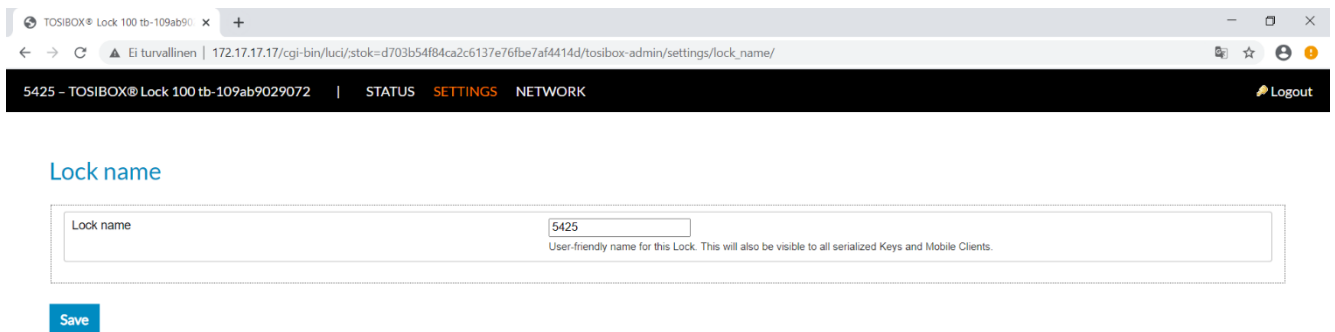 TOSIBOX® Lock 100 tb-109ab90
Ei turvallinen | 172.17.17.17/cgi-bin/luci/;stok=d703b54f84ca2c6137e76fbe7af4414d/tosibox-admin/settings/lock_name/
5425 – TOSIBOX® Lock 100 tb-109ab9029072 | STATUS SETTINGS NETWORK Logout
Lock name
Lock name 5425
User-friendly name for this Lock. This will also be visible to all serialized Keys and Mobile Clients.
Save